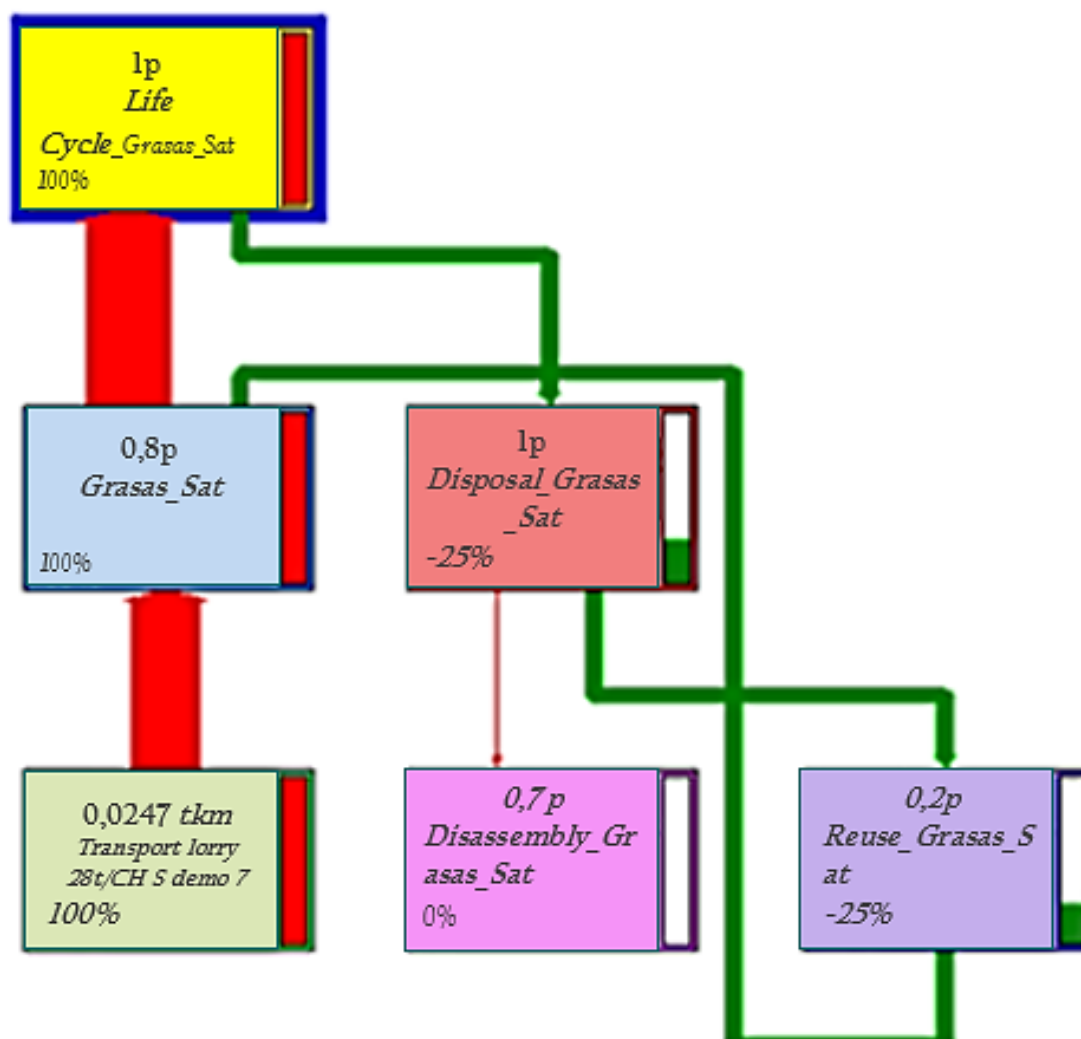 1p
Life
Cycle_Grasas_Sat
100%
0,8p
Grasas_Sat
100%
1p
Disposal_Grasas
_Sat
-25%
0,0247 tkm
Transport lorry
28t/CH S demo 7
100%
0,7 p
Disassembly_Gr
asas_Sat
0%
0,2p
Reuse_Grasas_S
at
-25%